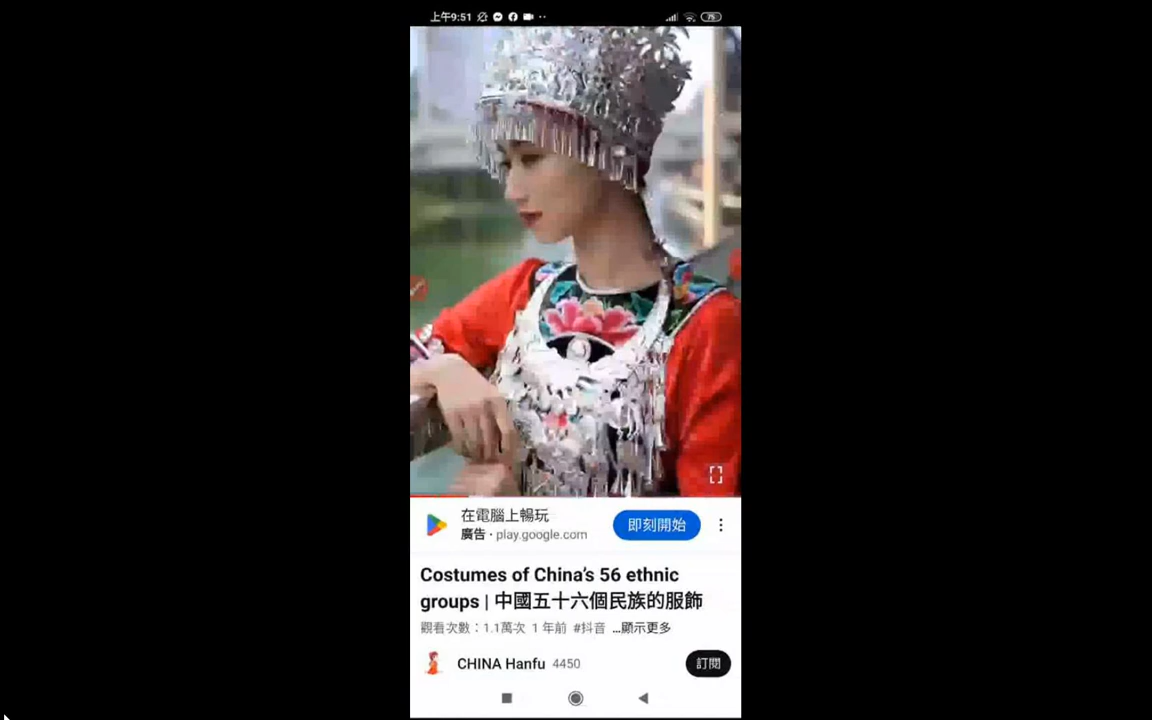 上午9:51
75
在電腦上暢玩
廣告 · play.google.com
即刻開始
Costumes of China's 56 ethnic
groups | 中國五十六個民族的服飾
觀看次數：1.1萬次 1 年前 #抖音 ...顯示更多
CHINA Hanfu 4450
訂閱